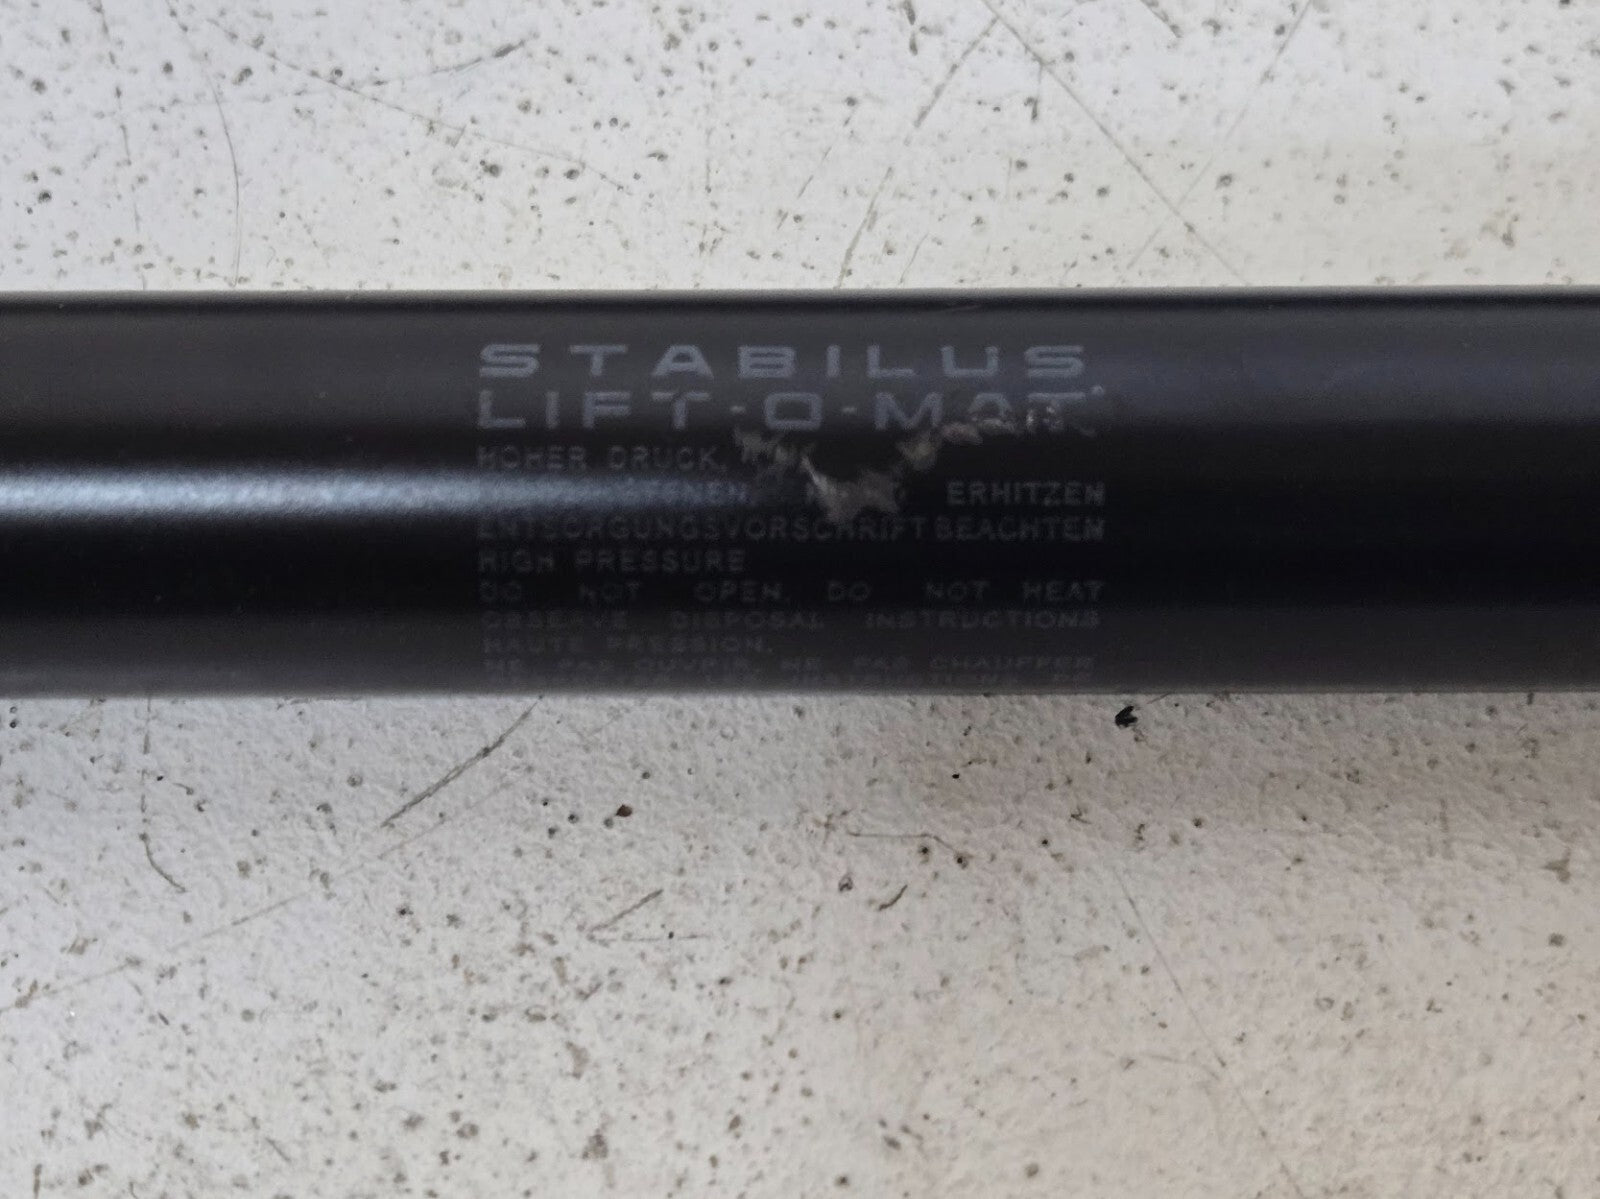 STABILUS
LIFT-O-MAT
HOHER DRUCK,
ERHITZEN
ENTSORGUNGSVORSCHRIFT BEACHTEN
HIGH PRESSURE
DO NOT OPEN, DO NOT HEAT
OBSERVE DISPOSAL INSTRUCTIONS
HAUTE PRESSION.
NE PAS OUVRIR, NE PAS CHAUFFER
INSTRUCTIONS